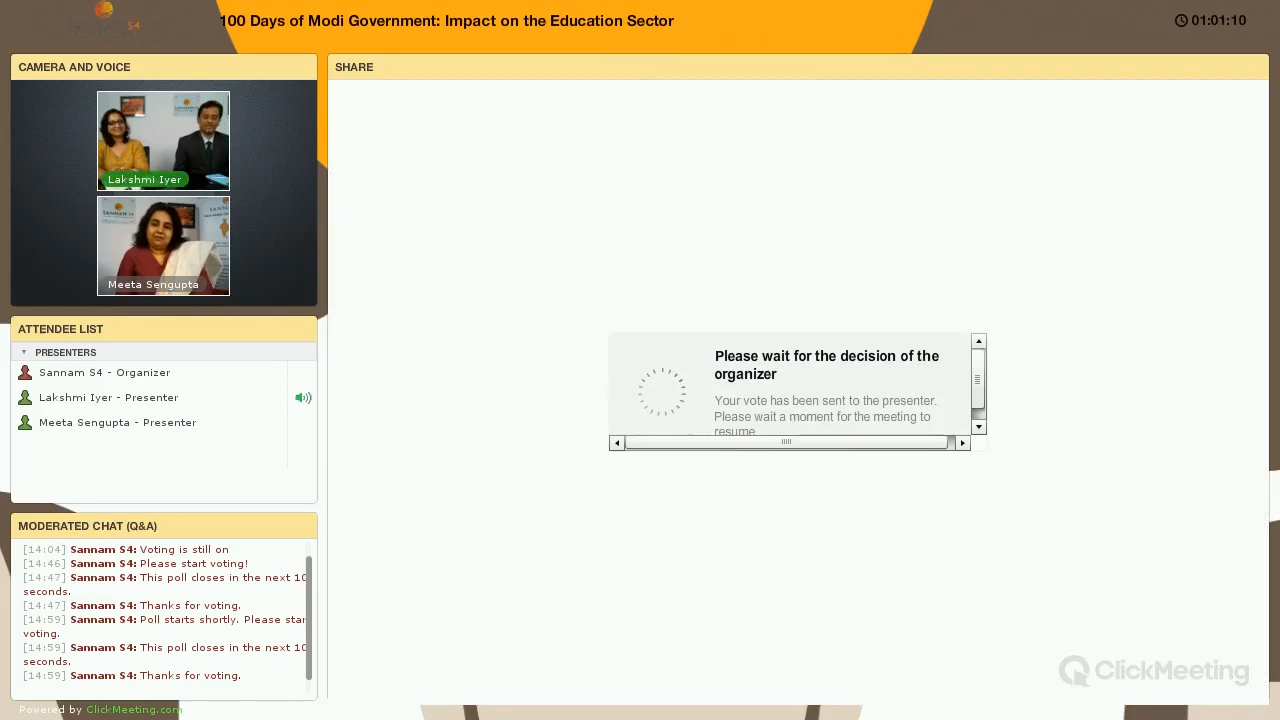 100 Days of Modi Government: Impact on the Education Sector
01:01:10
CAMERA AND VOICE
Lakshmi Iyer
Meeta Sengupta
ATTENDEE LIST
PRESENTERS
Sannam S4 - Organizer
Lakshmi Iyer - Presenter
Meeta Sengupta - Presenter
MODERATED CHAT (Q&A)
[14:04] Sannam S4: Voting is still on
[14:46] Sannam S4: Please start voting!
[14:47] Sannam S4: This poll closes in the next 10
seconds.
[14:47] Sannam S4: Thanks for voting.
[14:59] Sannam S4: Poll starts shortly. Please star
voting.
[14:59] Sannam S4: This poll closes in the next 10
seconds.
[14:59] Sannam S4: Thanks for voting.
Powered by ClickMeeting.com
SHARE
Please wait for the decision of the
organizer
Your vote has been sent to the presenter.
Please wait a moment for the meeting to
resume
ClickMeeting